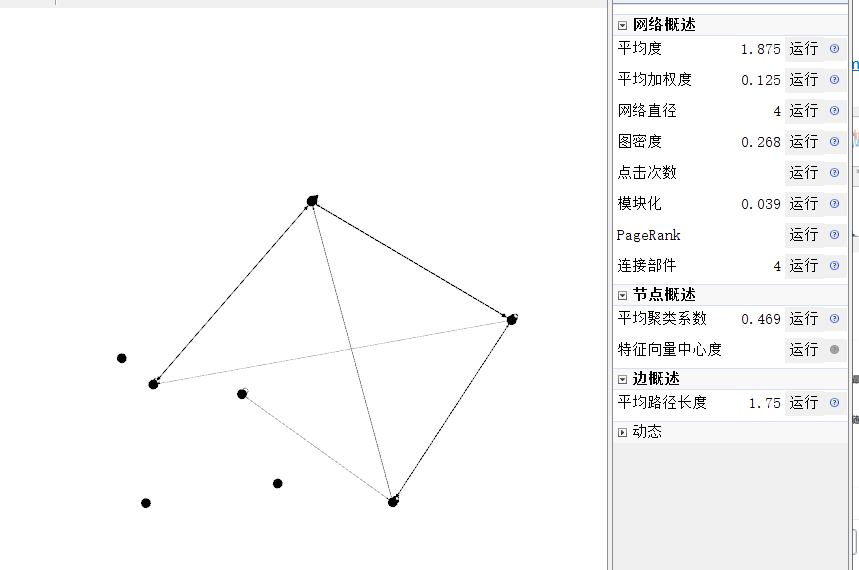 网络概述
平均度 1.875 运行
平均加权度 0.125 运行
网络直径 4 运行
图密度 0.268 运行
点击次数 运行
模块化 0.039 运行
PageRank 运行
连接部件 4 运行
节点概述
平均聚类系数 0.469 运行
特征向量中心度 运行
边概述
平均路径长度 1.75 运行
动态